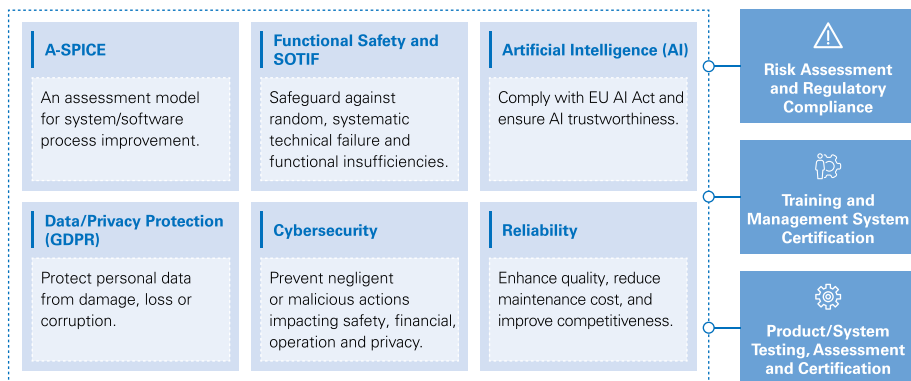 A-SPICE
An assessment model
for system/software
process improvement.
Functional Safety and
SOTIF
Safeguard against
random, systematic
technical failure and
functional insufficiencies.
Artificial Intelligence (AI)
Comply with EU AI Act and
ensure AI trustworthiness.
Data/Privacy Protection
(GDPR)
Protect personal data
from damage, loss or
corruption.
Cybersecurity
Prevent negligent
or malicious actions
impacting safety, financial,
operation and privacy.
Reliability
Enhance quality, reduce
maintenance cost, and
improve competitiveness.
Risk Assessment
and Regulatory
Compliance
Training and
Management System
Certification
Product/System
Testing, Assessment
and Certification